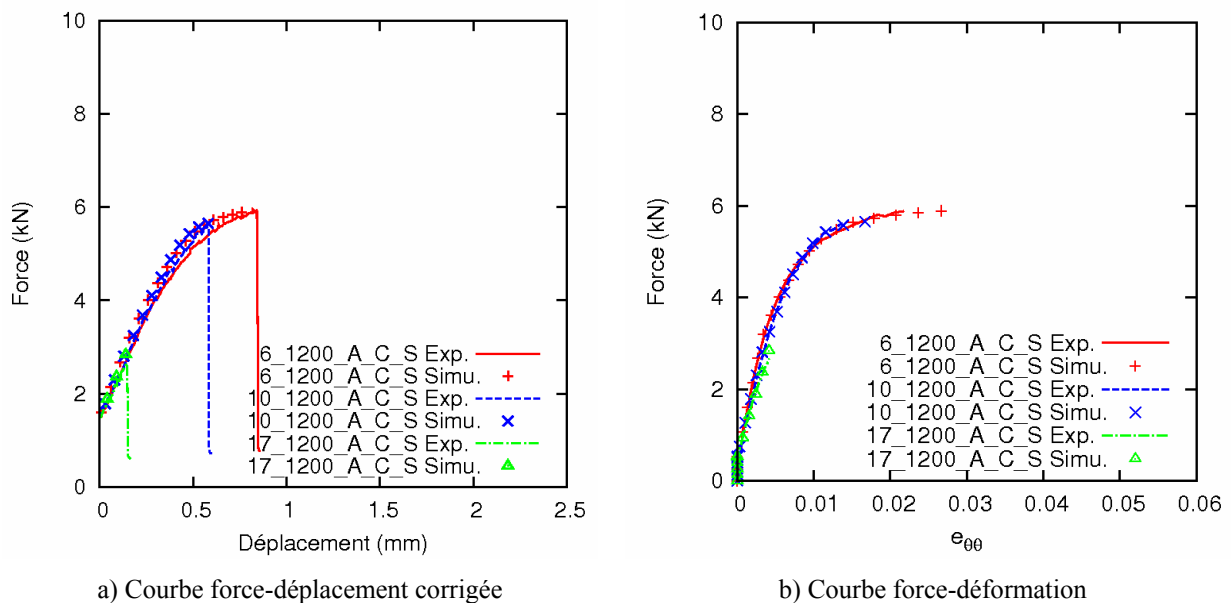 10
8
6
4
2
0
Force (kN)
6_1200_A_C_S Exp.
6_1200_A_C_S Simu.
10_1200_A_C_S Exp.
10_1200_A_C_S Simu.
17_1200_A_C_S Exp.
17_1200_A_C_S Simu.
0 0.5 1 1.5 2 2.5
Déplacement (mm)
a) Courbe force-déplacement corrigée
10
8
6
4
2
0
Force (kN)
6_1200_A_C_S Exp.
6_1200_A_C_S Simu.
10_1200_A_C_S Exp.
10_1200_A_C_S Simu.
17_1200_A_C_S Exp.
17_1200_A_C_S Simu.
0 0.01 0.02 0.03 0.04 0.05 0.06
eθθ
b) Courbe force-déformation